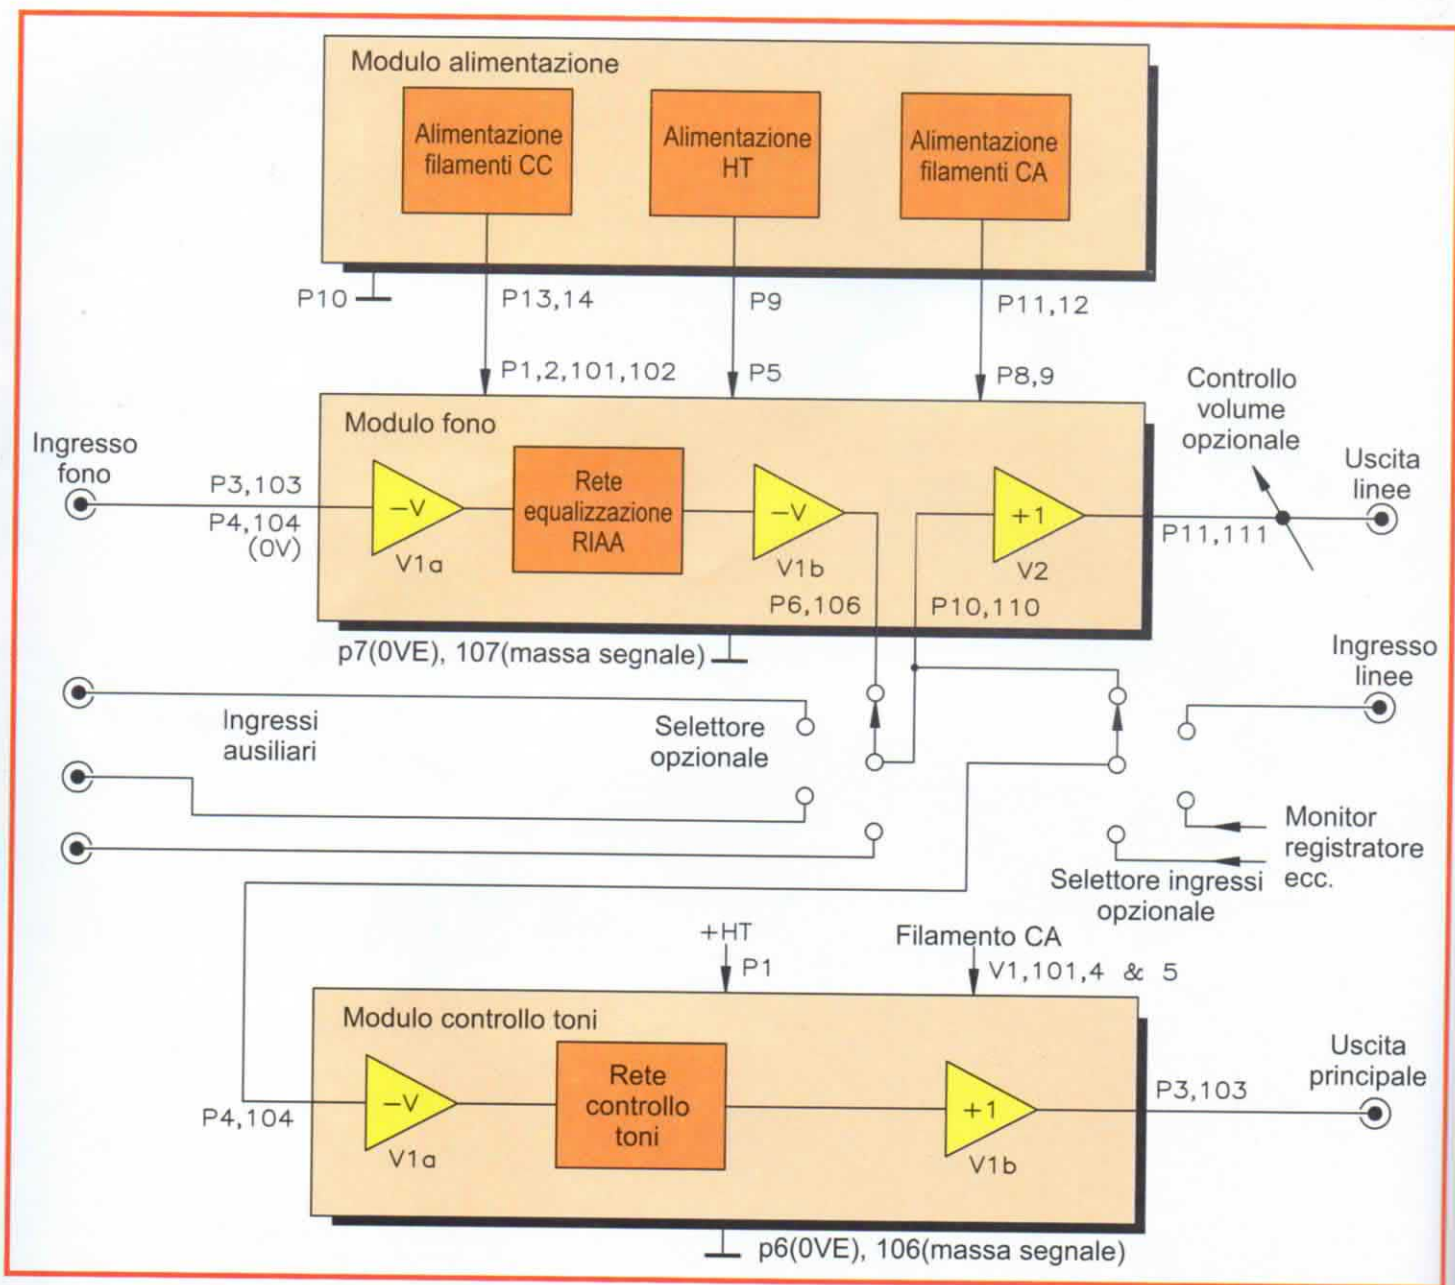 Modulo alimentazione
Alimentazione
filamenti CC
Alimentazione
HT
Alimentazione
filamenti CA
P10
P13,14
P9
P11,12
P1,2,101,102
P5
P8,9
Controllo
volume
opzionale
Modulo fono
Ingresso
fono
P3,103
P4,104
(0V)
-V
V1a
Rete
equalizzazione
RIAA
-V
V1b
+1
V2
P11,111
Uscita
linee
P6,106
P10,110
p7(0VE), 107(massa segnale)
Ingresso
linee
Ingressi
ausiliari
Selettore
opzionale
Monitor
registratore
ecc.
Selettore ingressi
opzionale
+HT
P1
Filamento CA
V1,101,4 & 5
Modulo controllo toni
P4,104
-V
V1a
Rete
controllo
toni
+1
V1b
P3,103
Uscita
principale
p6(0VE), 106(massa segnale)